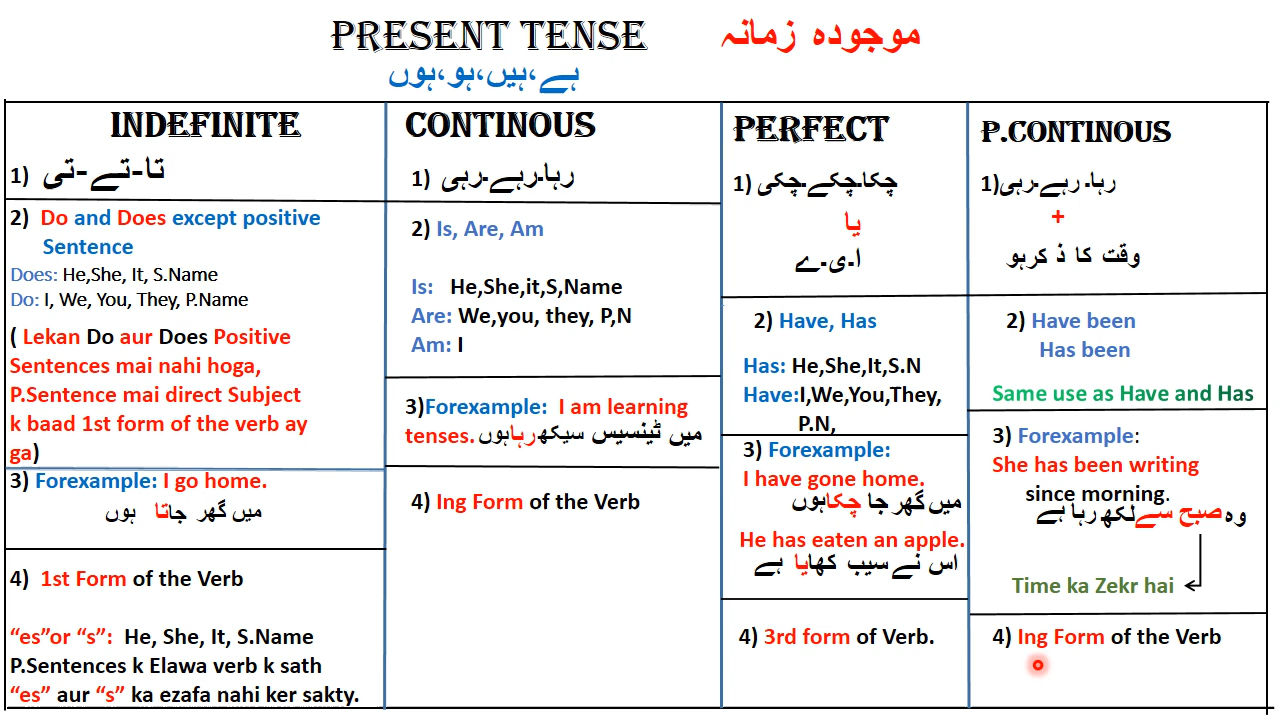 PRESENT TENSE موجودہ زمانہ
ہے،ہیں،ہو،ہوں
INDEFINITE
1) تا-تے-تی
2) Do and Does except positive
Sentence
Does: He,She, It, S.Name
Do: I, We, You, They, P.Name
( Lekan Do aur Does Positive
Sentences mai nahi hoga,
P.Sentence mai direct Subject
k baad 1st form of the verb ay
ga)
3) Forexample: I go home.
میں گھر جاتا ہوں
4) 1st Form of the Verb
“es”or “s”: He, She, It, S.Name
P.Sentences k Elawa verb k sath
“es” aur “s” ka ezafa nahi ker sakty.
CONTINOUS
1) رہا۔رہے۔رہی
2) Is, Are, Am
Is: He,She,it,S,Name
Are: We,you, they, P,N
Am: I
3)Forexample: I am learning
tenses. میں ٹینسیس سیکھ رہا ہوں
4) Ing Form of the Verb
PERFECT
1) چکا۔چکے۔چکی
یا
ا۔ی۔ے
2) Have, Has
Has: He,She,It,S.N
Have:I,We,You,They,
P.N,
3) Forexample:
I have gone home.
میں گھر جا چکا ہوں
He has eaten an apple.
اس نے سیب کھایا ہے
4) 3rd form of Verb.
P.CONTINOUS
1) رہا۔ رہے۔رہی
+
وقت کا ذکر ہو
2) Have been
Has been
Same use as Have and Has
3) Forexample:
She has been writing
since morning.
وہ صبح سے لکھ رہا ہے
Time ka Zekr hai
4) Ing Form of the Verb